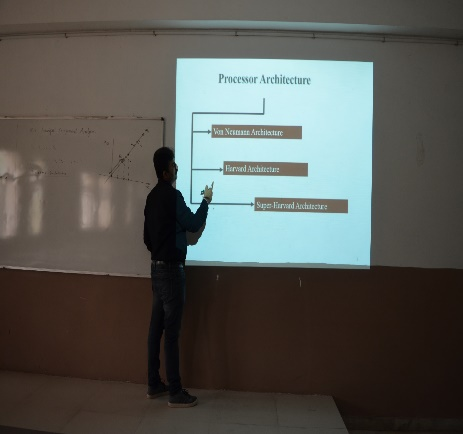 Processor Architecture
Von Neumann Architecture
Harvard Architecture
Super-Harvard Architecture